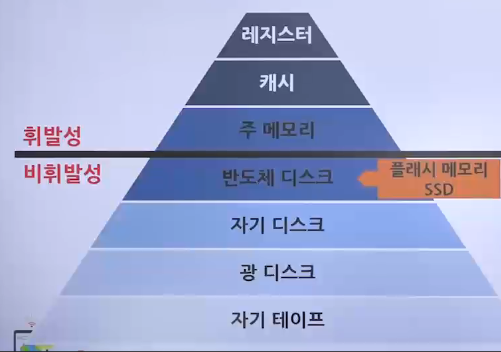 레지스터
캐시
주 메모리
휘발성
비휘발성
반도체 디스크
플래시 메모리
SSD
자기 디스크
광 디스크
자기 테이프